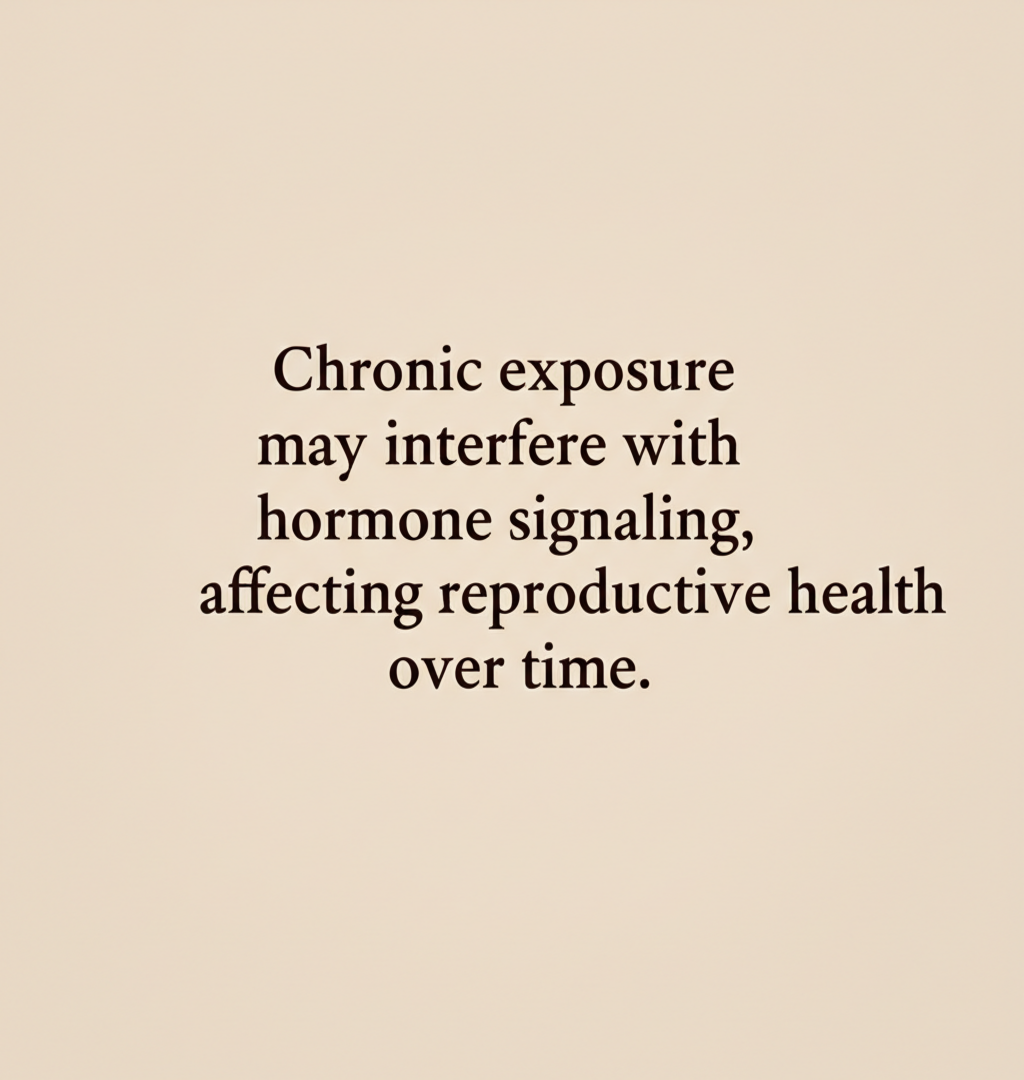 Chronic exposure
may interfere with
hormone signaling,
affecting reproductive health
over time.